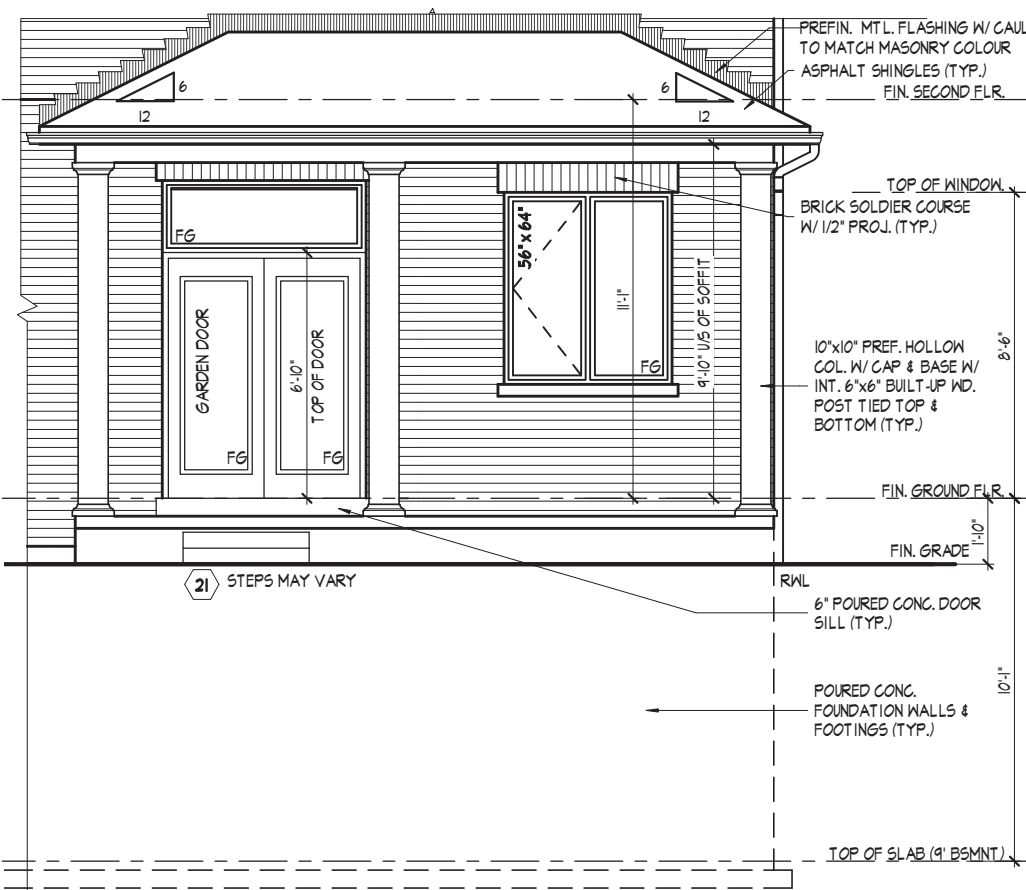 PREFIN. MTL. FLASHING W/ CAUL
TO MATCH MASONRY COLOUR
ASPHALT SHINGLES (TYP.)
FIN. SECOND FLR.
6
12
6
12
TOP OF WINDOW
BRICK SOLDIER COURSE
W/ 1/2" PROJ. (TYP.)
FG
56"x64"
11'-1"
9'-10" U/S OF SOFFIT
8'-6"
GARDEN DOOR
6'-10"
TOP OF DOOR
FG
FG
FG
10"x10" PREF. HOLLOW
COL. W/ CAP & BASE W/
INT. 6"x6" BUILT-UP WD.
POST TIED TOP &
BOTTOM (TYP.)
FIN. GROUND FLR.
1'-10"
FIN. GRADE
21 STEPS MAY VARY
RWL
6" POURED CONC. DOOR
SILL (TYP.)
10'-1"
POURED CONC.
FOUNDATION WALLS &
FOOTINGS (TYP.)
TOP OF SLAB (9' BSMNT)